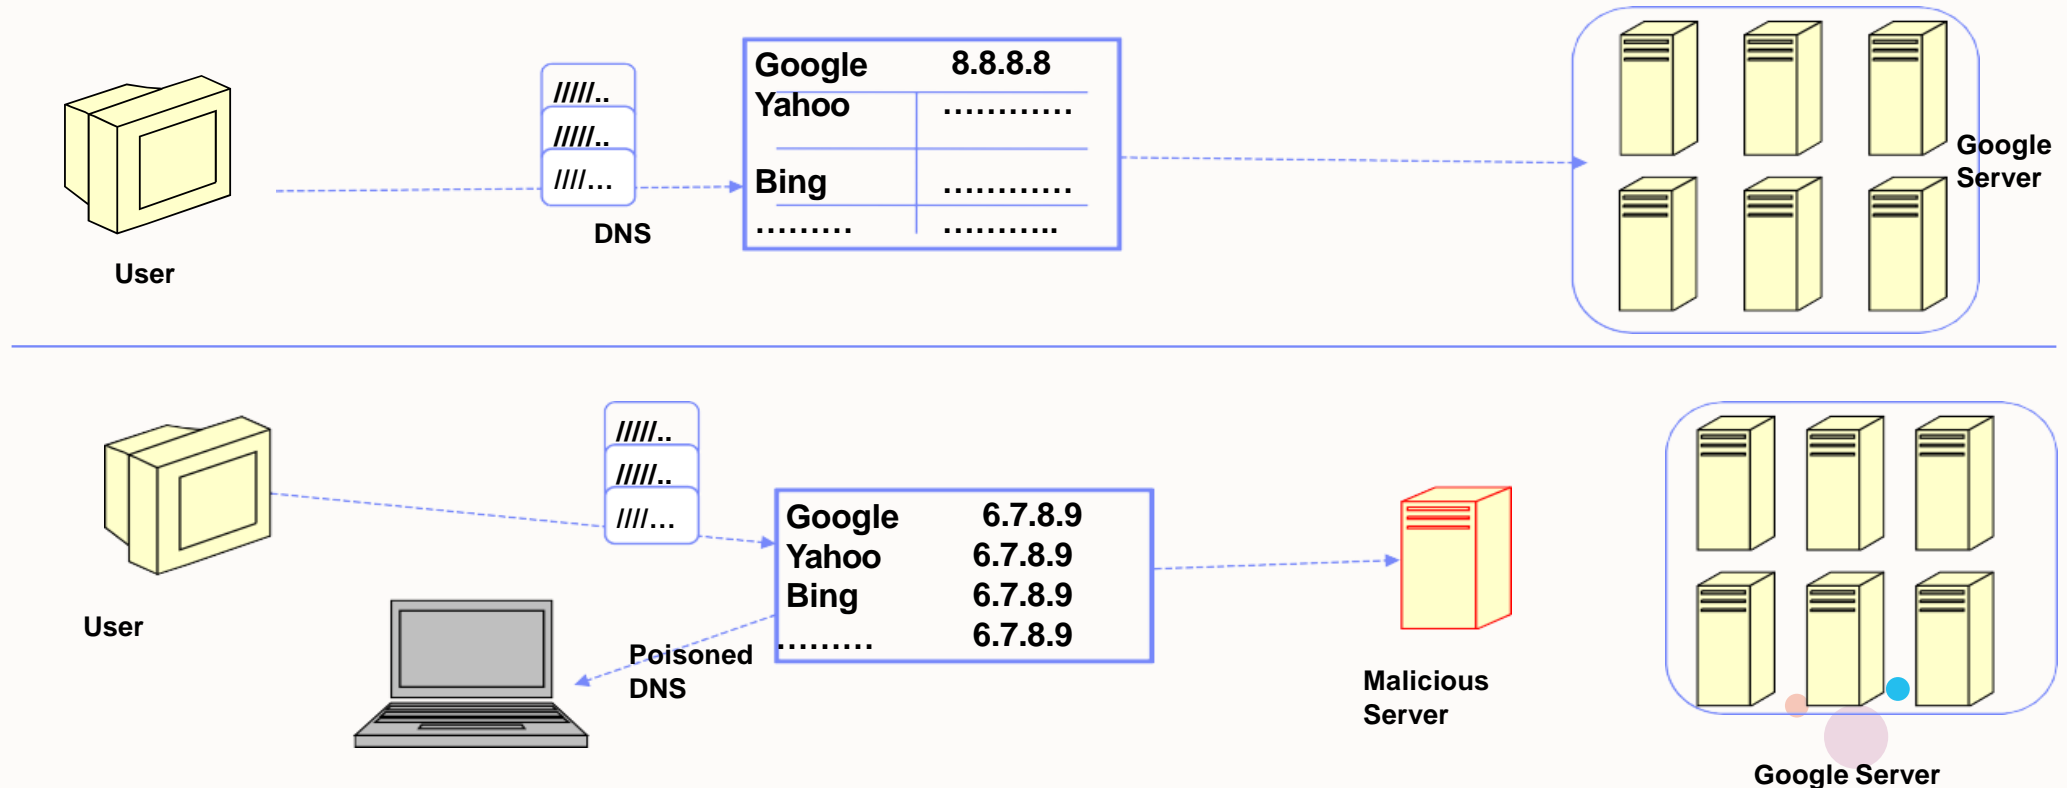 /////..
/////..
////...
DNS
User
Google 8.8.8.8
Yahoo …………
Bing …………
……… ………..
Google
Server
/////..
/////..
////...
User
Google 6.7.8.9
Yahoo 6.7.8.9
Bing 6.7.8.9
……… 6.7.8.9
Poisoned
DNS
Malicious
Server
Google Server